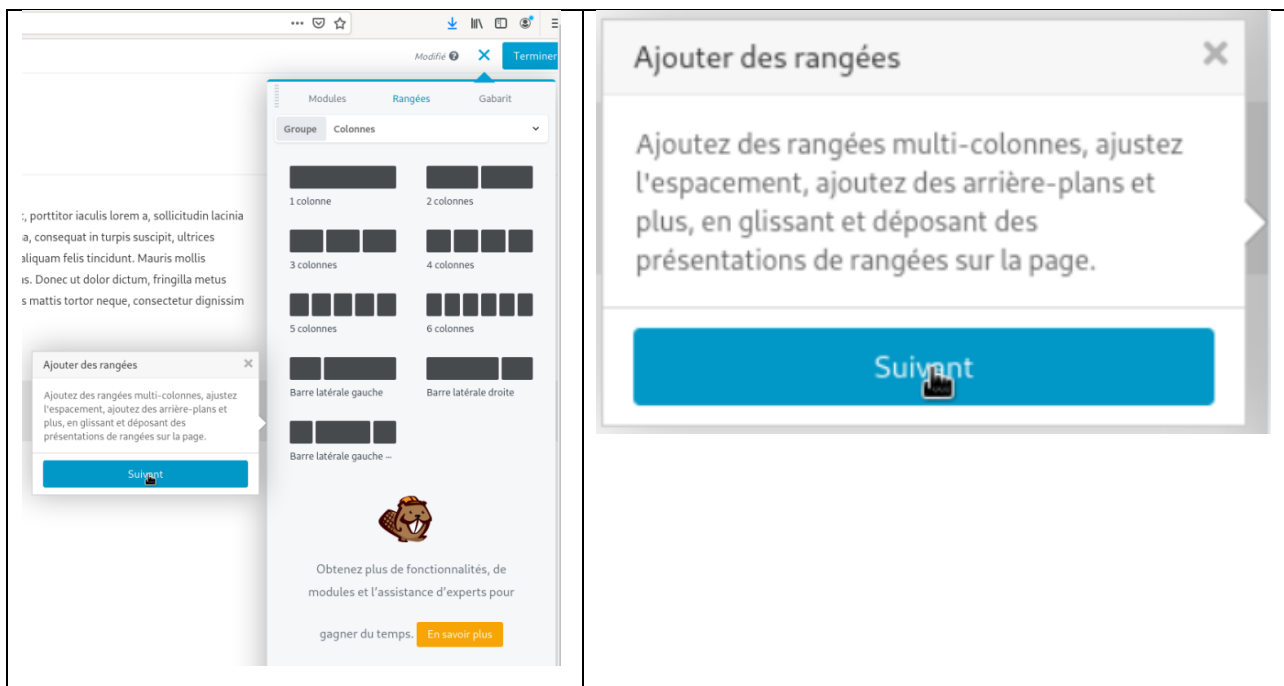 Modifié
Terminer
Modules Rangées Gabarit
Groupe Colonnes
1 colonne 2 colonnes
3 colonnes 4 colonnes
5 colonnes 6 colonnes
Barre latérale gauche Barre latérale droite
Barre latérale gauche ...
Obtenez plus de fonctionnalités, de
modules et l'assistance d'experts pour
gagner du temps. En savoir plus
, porttitor iaculis lorem a, sollicitudin lacinia
a, consequat in turpis suscipit, ultrices
aliquam felis tincidunt. Mauris mollis
s. Donec ut dolor dictum, fringilla metus
s mattis tortor neque, consectetur dignissim
Ajouter des rangées
Ajoutez des rangées multi-colonnes, ajustez
l'espacement, ajoutez des arrière-plans et
plus, en glissant et déposant des
présentations de rangées sur la page.
Suivant
Ajouter des rangées
Ajoutez des rangées multi-colonnes, ajustez
l'espacement, ajoutez des arrière-plans et
plus, en glissant et déposant des
présentations de rangées sur la page.
Suivant